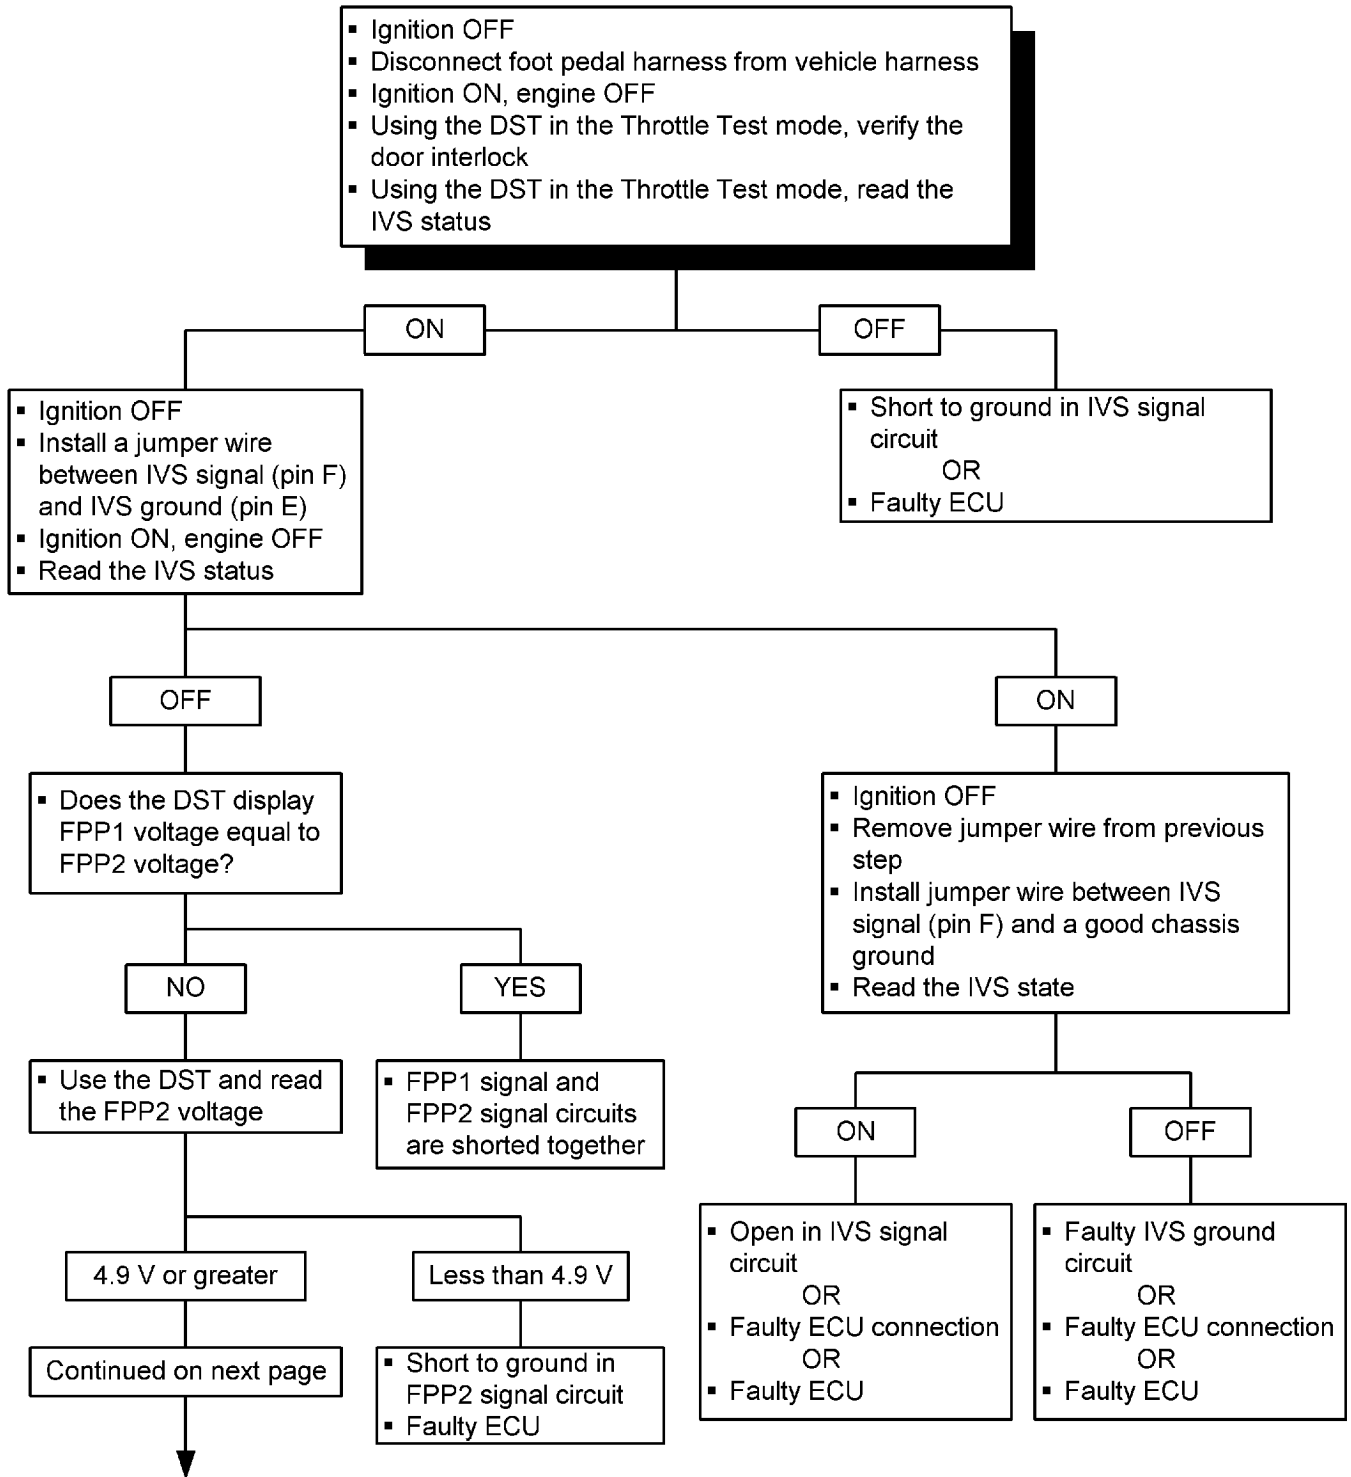 ▪ Ignition OFF
▪ Disconnect foot pedal harness from vehicle harness
▪ Ignition ON, engine OFF
▪ Using the DST in the Throttle Test mode, verify the
door interlock
▪ Using the DST in the Throttle Test mode, read the
IVS status
ON
OFF
▪ Ignition OFF
▪ Install a jumper wire
between IVS signal (pin F)
and IVS ground (pin E)
▪ Ignition ON, engine OFF
▪ Read the IVS status
▪ Short to ground in IVS signal
circuit
OR
▪ Faulty ECU
OFF
ON
▪ Does the DST display
FPP1 voltage equal to
FPP2 voltage?
▪ Ignition OFF
▪ Remove jumper wire from previous
step
▪ Install jumper wire between IVS
signal (pin F) and a good chassis
ground
▪ Read the IVS state
NO
YES
▪ Use the DST and read
the FPP2 voltage
▪ FPP1 signal and
FPP2 signal circuits
are shorted together
ON
OFF
4.9 V or greater
Less than 4.9 V
▪ Open in IVS signal
circuit
OR
▪ Faulty ECU connection
OR
▪ Faulty ECU
▪ Faulty IVS ground
circuit
OR
▪ Faulty ECU connection
OR
▪ Faulty ECU
Continued on next page
▪ Short to ground in
FPP2 signal circuit
▪ Faulty ECU